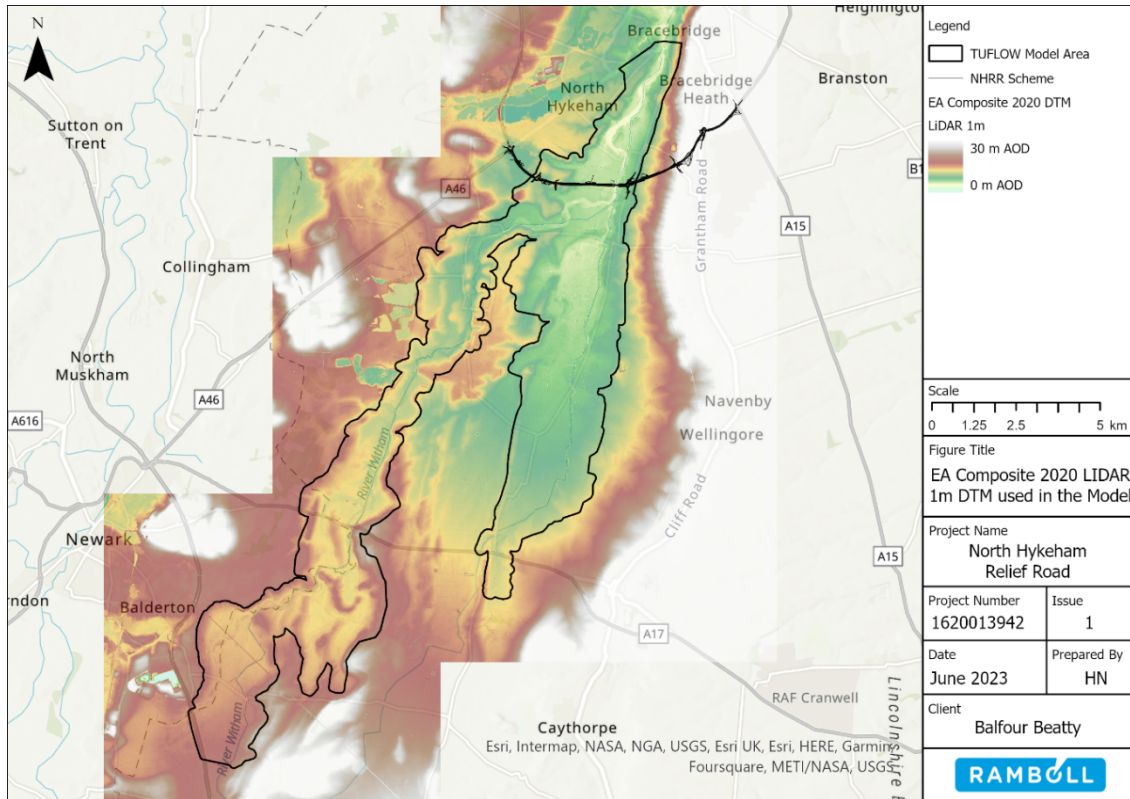 N
Heighington
Bracebridge
Branston
Bracebridge
Heath
North
Hykeham
Sutton on
Trent
A46
B1
Grantham Road
A15
Collingham
North
Muskham
A46
A616
River Witham
Navenby
Wellingore
Cliff Road
A15
Newark
rndon
Balderton
A17
RAF Cranwell
River Witham
Caythorpe
Lincolnshire
Esri, Intermap, NASA, NGA, USGS, Esri UK, Esri, HERE, Garmin,
Foursquare, METI/NASA, USGS
Legend
TUFLOW Model Area
NHRR Scheme
EA Composite 2020 DTM
LiDAR 1m
30 m AOD
0 m AOD
Scale
0 1.25 2.5 5 km
Figure Title
EA Composite 2020 LIDAR
1m DTM used in the Model
Project Name
North Hykeham
Relief Road
Project Number
1620013942
Issue
1
Date
June 2023
Prepared By
HN
Client
Balfour Beatty
RAMBOLL